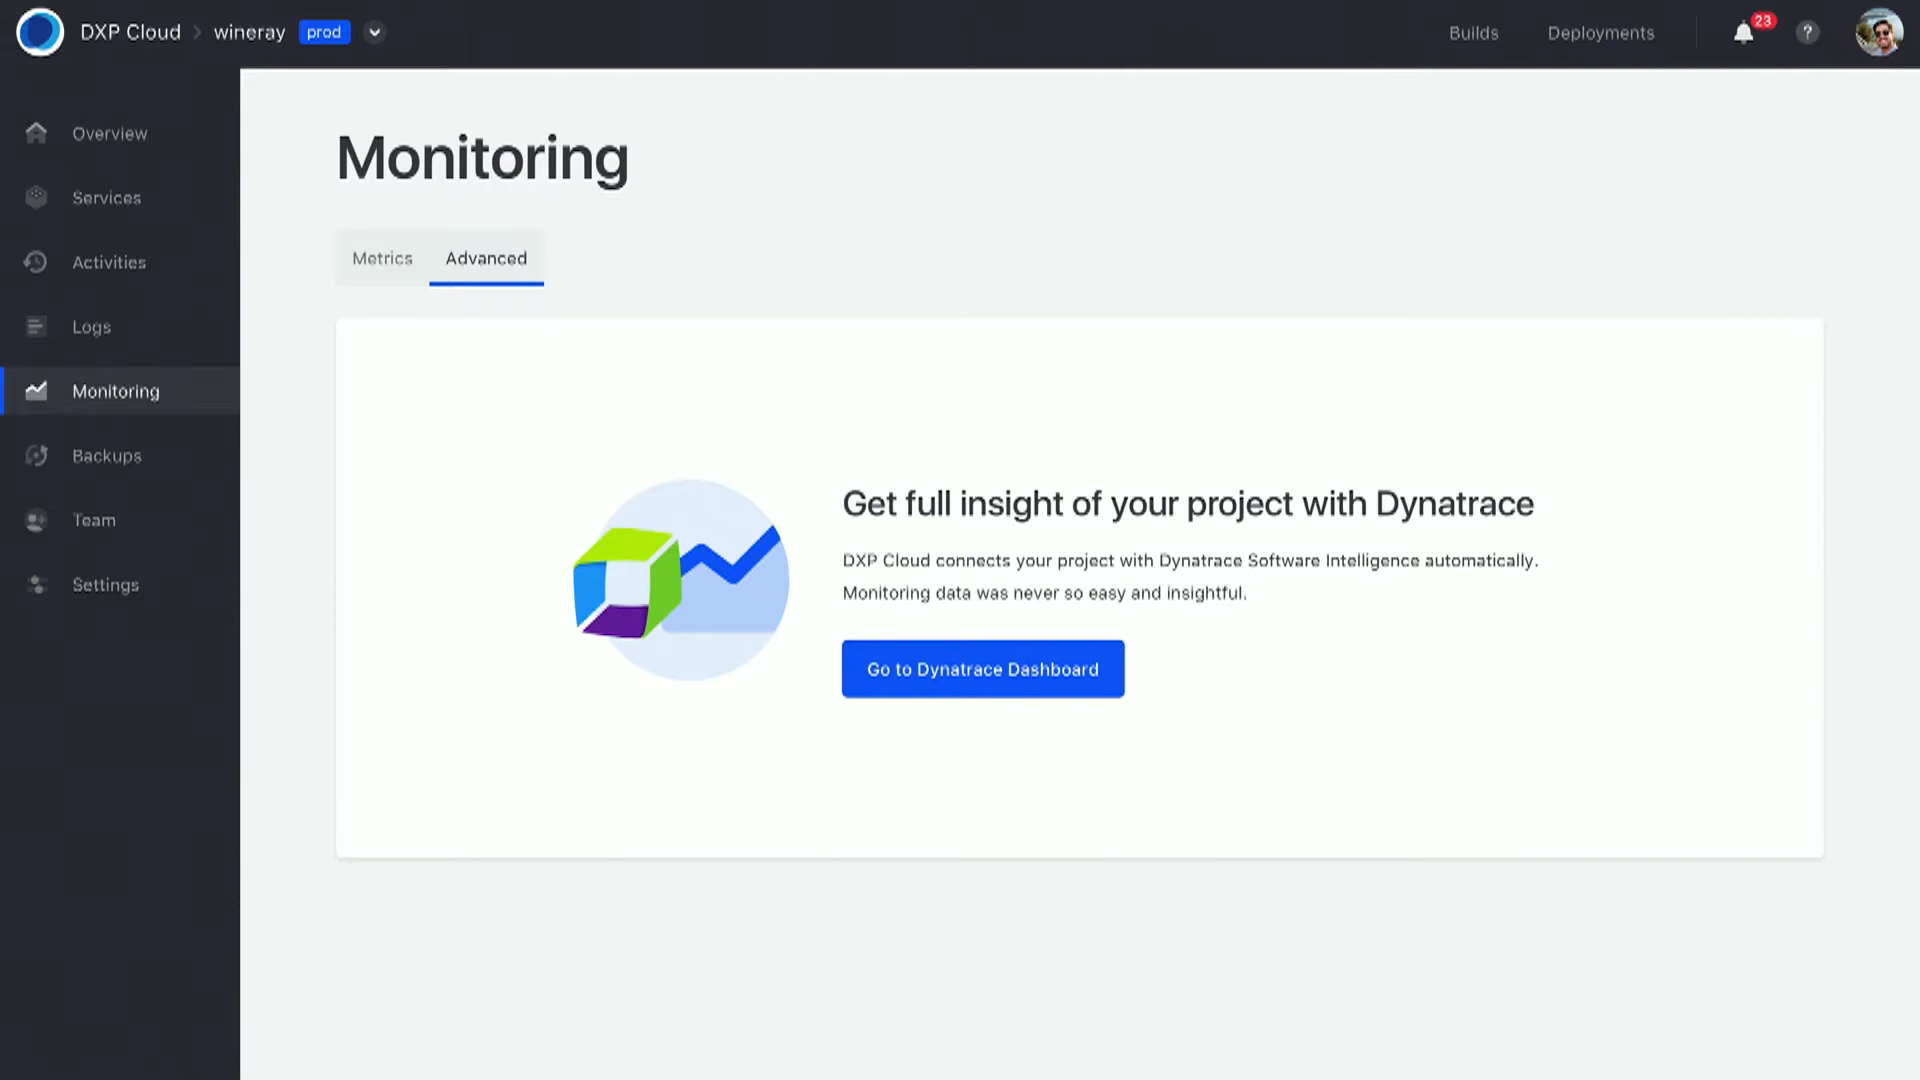 DXP Cloud > wineray prod
Builds
Deployments
23
?
Overview
Services
Activities
Logs
Monitoring
Backups
Team
Settings
Monitoring
Metrics
Advanced
Get full insight of your project with Dynatrace
DXP Cloud connects your project with Dynatrace Software Intelligence automatically.
Monitoring data was never so easy and insightful.
Go to Dynatrace Dashboard